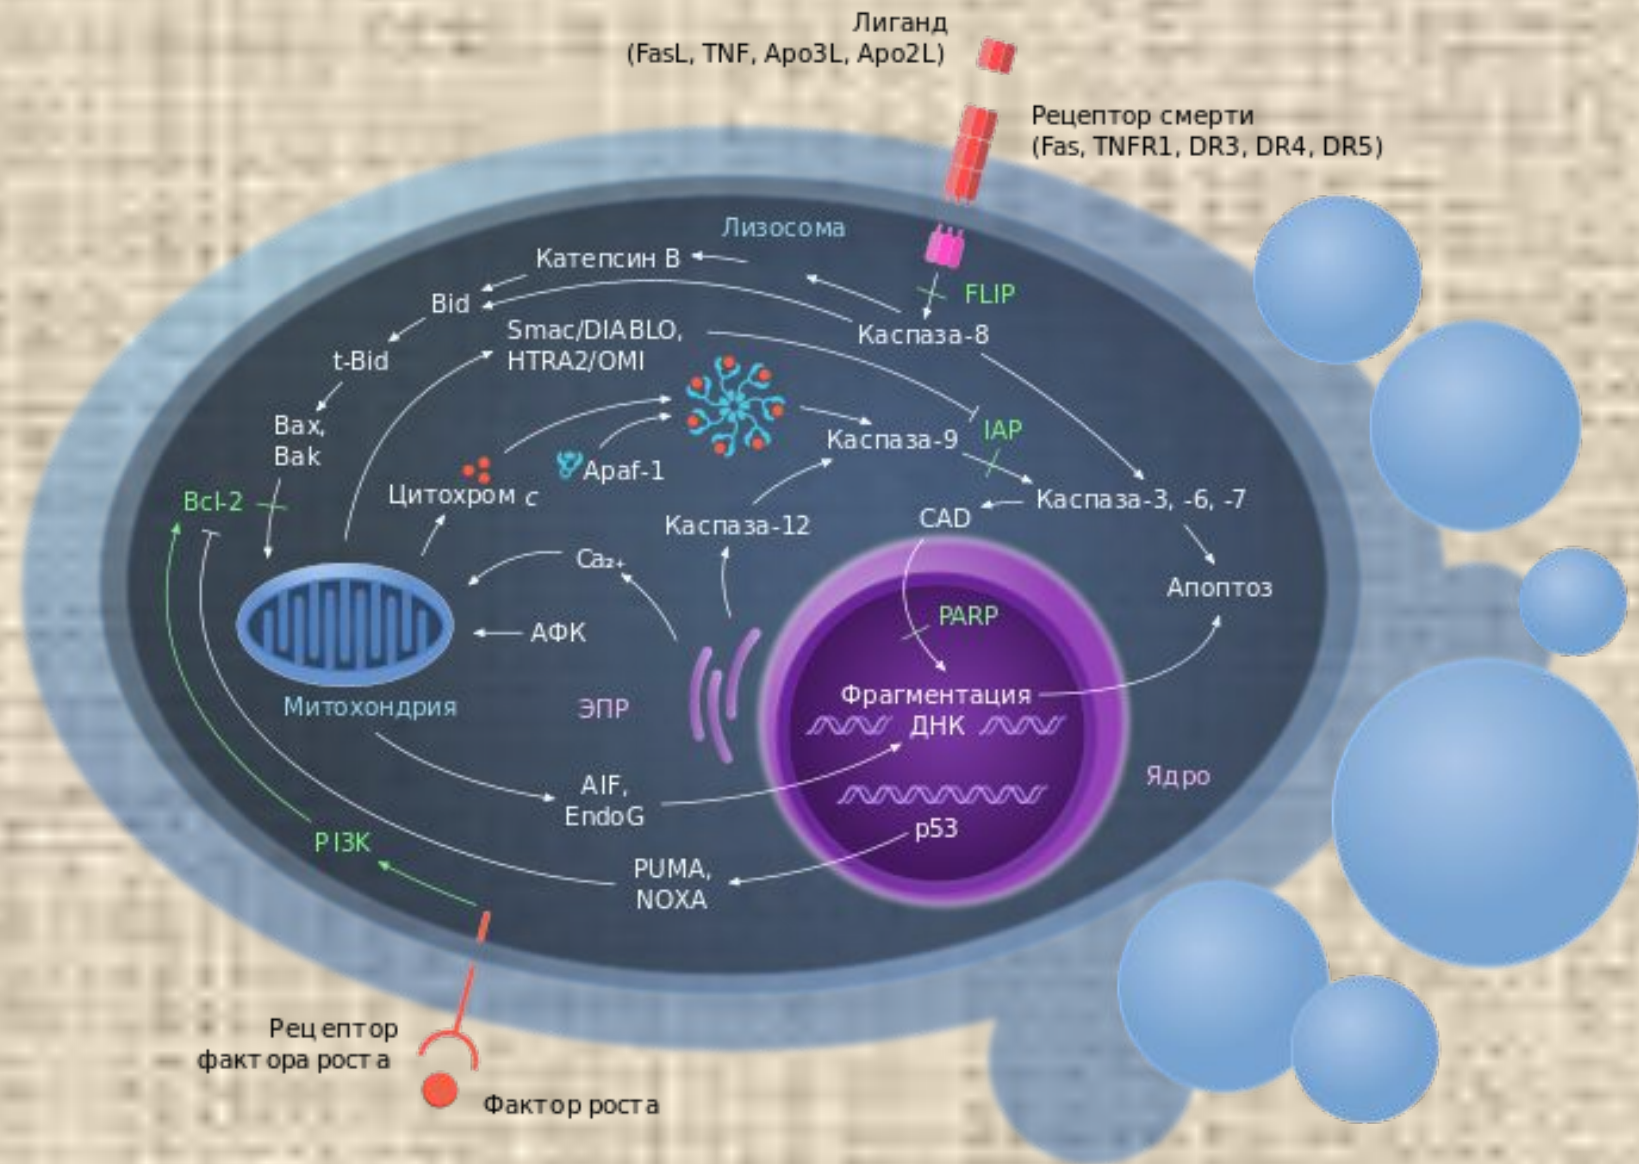 Лиганд
(FasL, TNF, Apo3L, Apo2L)
Рецептор смерти
(Fas, TNFR1, DR3, DR4, DR5)
Лизосома
Катепсин B
FLIP
Bid
Каспаза-8
Smac/DIABLO,
HTRA2/OMI
t-Bid
Bax,
Bak
IAP
Каспаза-9
Apaf-1
Цитохром c
Bcl-2
Каспаза-3, -6, -7
CAD
Каспаза-12
Ca₂₊
Апоптоз
PARP
АФК
Фрагментация
ДНК
Митохондрия
ЭПР
Ядро
AIF,
EndoG
p53
PI3K
PUMA,
NOXA
Рецептор
фактора роста
Фактор роста